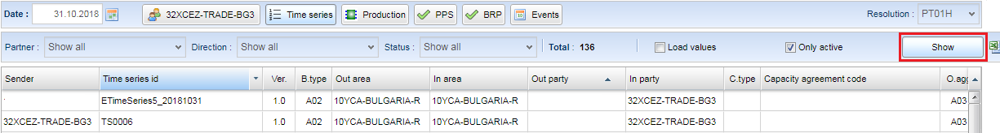 Date : 31.10.2018 32XCEZ-TRADE-BG3 Time series Production PPS BRP Events Resolution : PT01H
Partner : Show all Direction : Show all Status : Show all Total : 136 Load values Only active Show
Sender Time series id Ver. B.type Out area In area Out party In party C.type Capacity agreement code O.agg
ETimeSeries5_20181031 1.0 A02 10YCA-BULGARIA-R 10YCA-BULGARIA-R 32XCEZ-TRADE-BG3 A03
32XCEZ-TRADE-BG3 TS0006 1.0 A02 10YCA-BULGARIA-R 10YCA-BULGARIA-R 32XCEZ-TRADE-BG3 A03